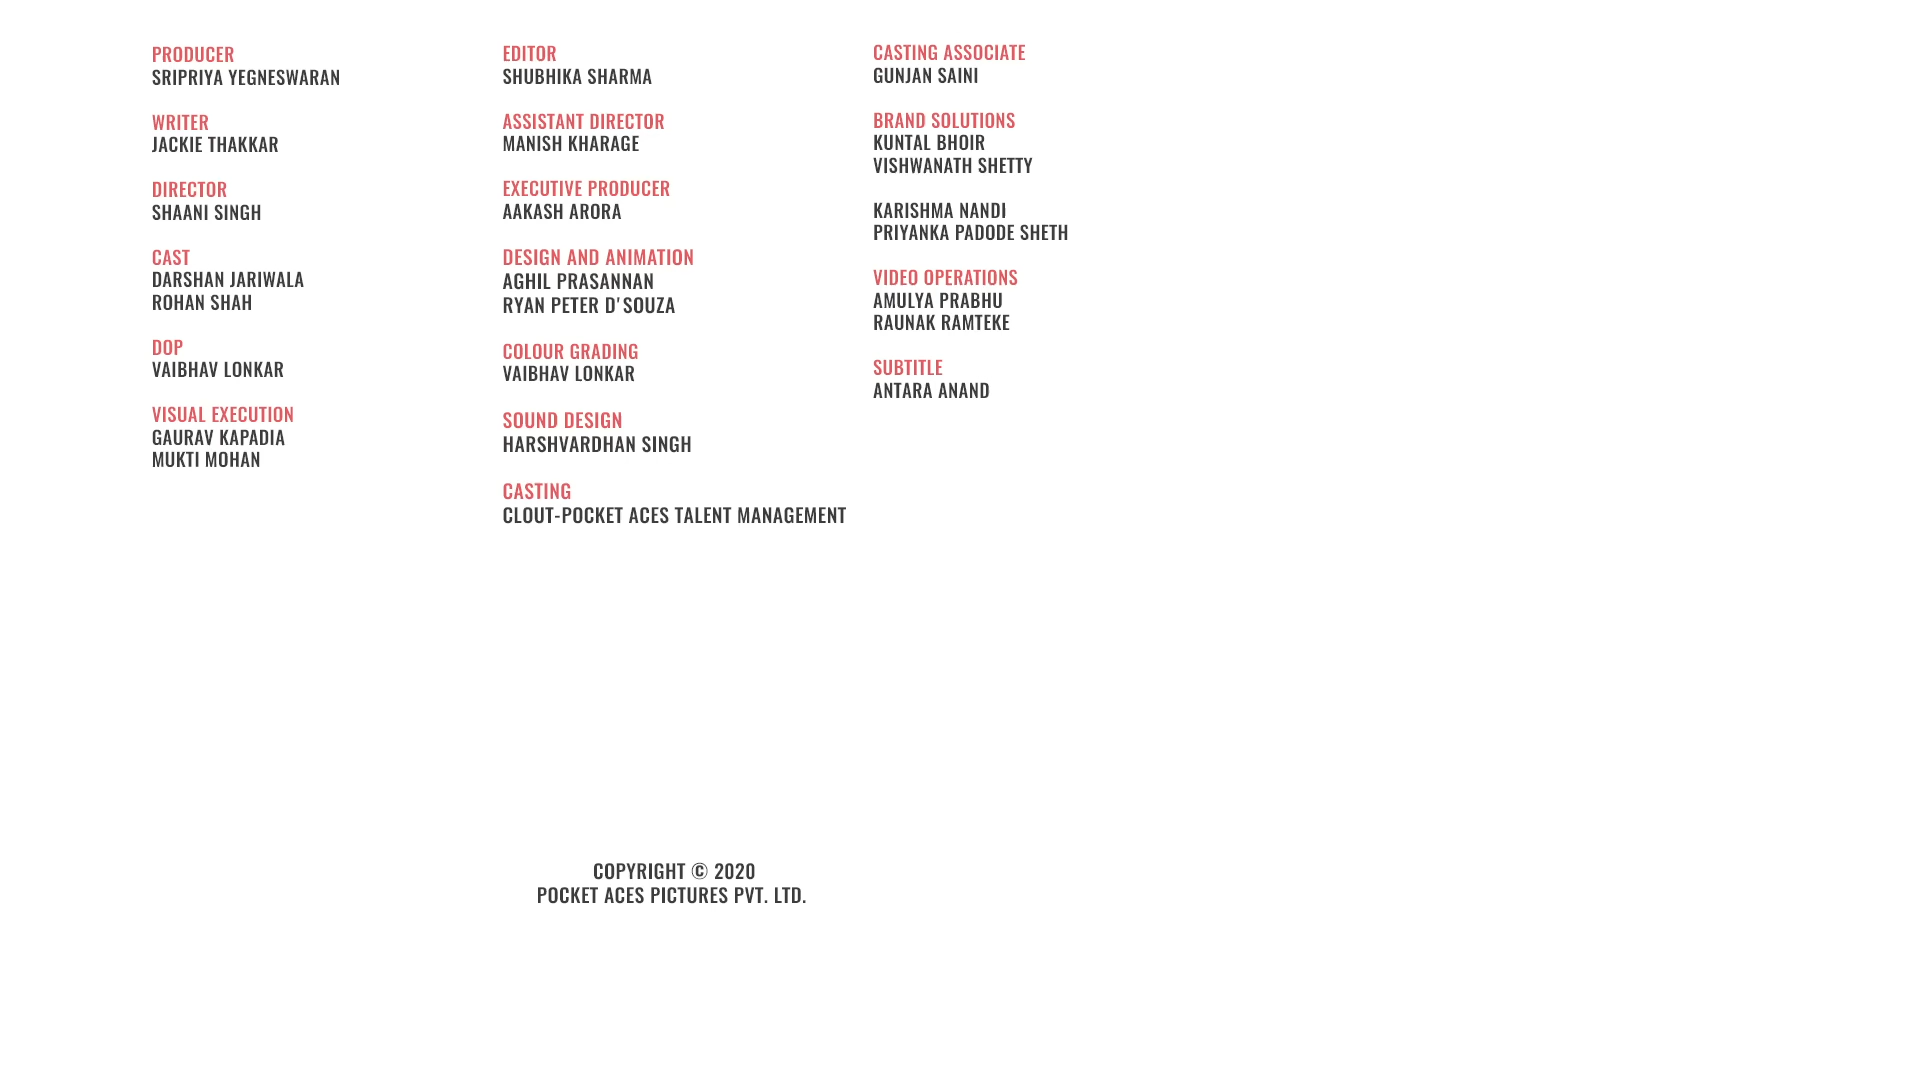 PRODUCER
SRIPRIYA YEGNESWARAN
WRITER
JACKIE THAKKAR
DIRECTOR
SHAANI SINGH
CAST
DARSHAN JARIWALA
ROHAN SHAH
DOP
VAIBHAV LONKAR
VISUAL EXECUTION
GAURAV KAPADIA
MUKTI MOHAN
EDITOR
SHUBHIKA SHARMA
ASSISTANT DIRECTOR
MANISH KHARAGE
EXECUTIVE PRODUCER
AAKASH ARORA
DESIGN AND ANIMATION
AGHIL PRASANNAN
RYAN PETER D'SOUZA
COLOUR GRADING
VAIBHAV LONKAR
SOUND DESIGN
HARSHVARDHAN SINGH
CASTING
CLOUT-POCKET ACES TALENT MANAGEMENT
CASTING ASSOCIATE
GUNJAN SAINI
BRAND SOLUTIONS
KUNTAL BHOIR
VISHWANATH SHETTY
KARISHMA NANDI
PRIYANKA PADODE SHETH
VIDEO OPERATIONS
AMULYA PRABHU
RAUNAK RAMTEKE
SUBTITLE
ANTARA ANAND
COPYRIGHT © 2020
POCKET ACES PICTURES PVT. LTD.